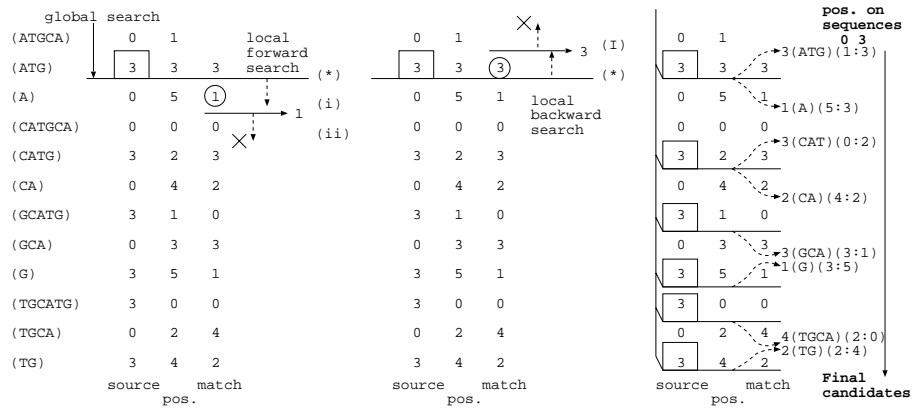 global search
(ATGCA) 0 1
(ATG) 3 3 3 (*)
(A) 0 5 1 (i)
(CATGCA) 0 0 0 (ii)
(CATG) 3 2 3
(CA) 0 4 2
(GCATG) 3 1 0
(GCA) 0 3 3
(G) 3 5 1
(TGCATG) 3 0 0
(TGCA) 0 2 4
(TG) 3 4 2
local
forward
search
1
source match
pos.
0 1
3 (I)
3 3 3 (*)
0 5 1
0 0 0
3 2 3
0 4 2
3 1 0
0 3 3
3 5 1
3 0 0
0 2 4
3 4 2
local
backward
search
source match
pos.
pos. on
sequences
0 3
0 1
3 3 3
0 5 1
0 0 0
3 2 3
0 4 2
3 1 0
0 3 3
3 5 1
3 0 0
0 2 4
3 4 2
3(ATG)(1:3)
1(A)(5:3)
3(CAT)(0:2)
2(CA)(4:2)
3(GCA)(3:1)
1(G)(3:5)
4(TGCA)(2:0)
2(TG)(2:4)
source match
pos.
Final
candidates